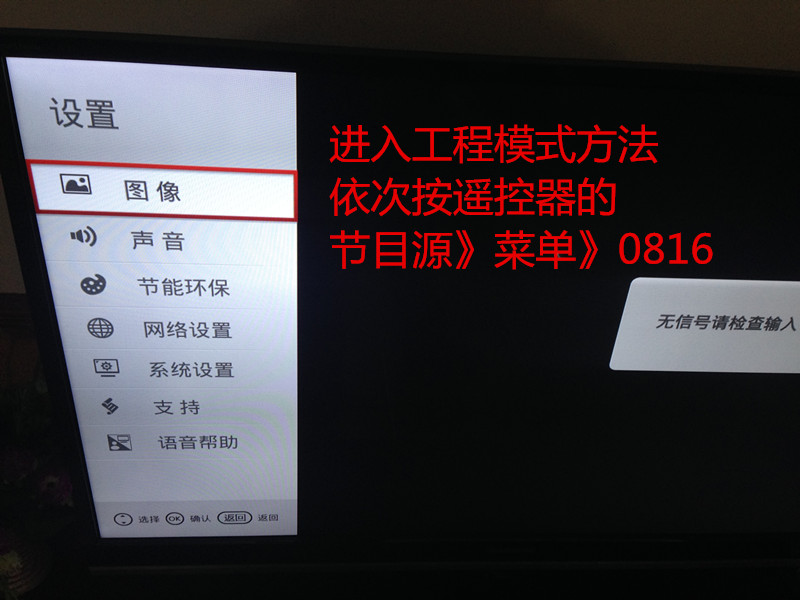 设置
图像
声音
节能环保
网络设置
系统设置
支持
语音帮助
选择 OK 确认 返回 返回
进入工程模式方法
依次按遥控器的
节目源》菜单》0816
无信号请检查输入